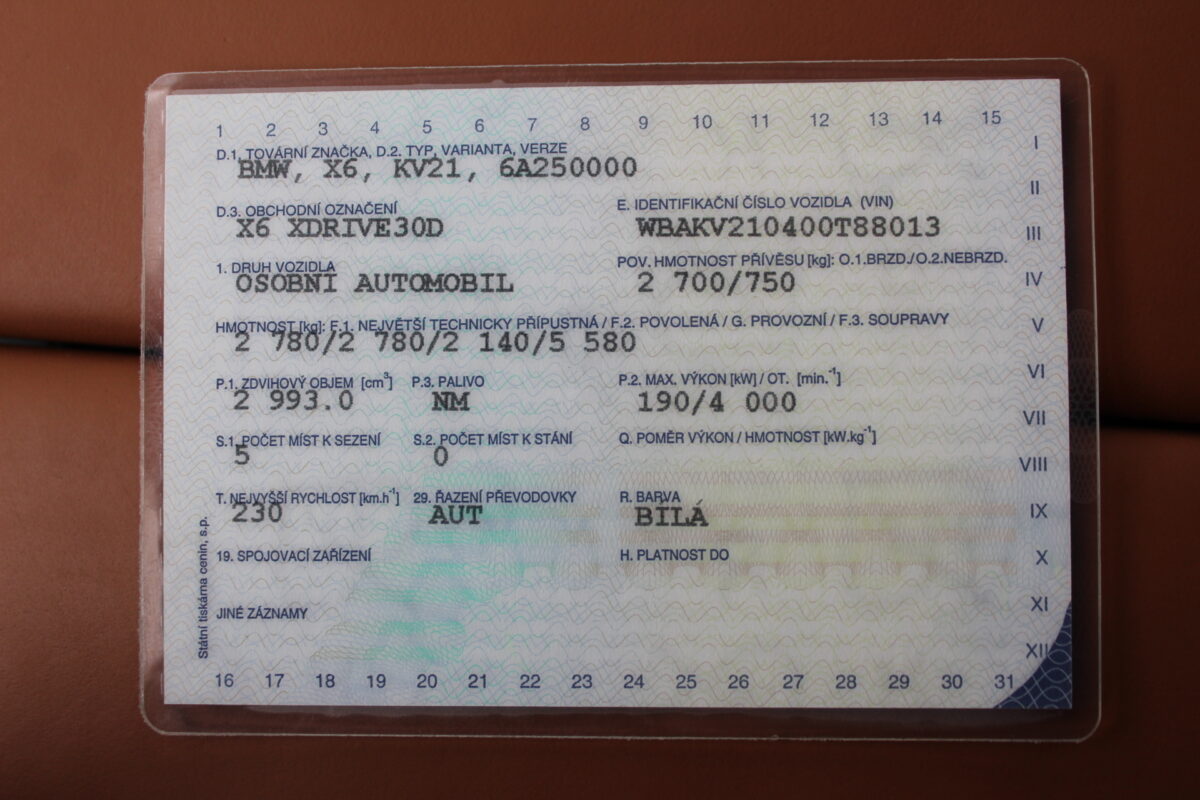 1 2 3 4 5 6 7 8 9 10 11 12 13 14 15
I
D.1. TOVÁRNÍ ZNAČKA, D.2. TYP, VARIANTA, VERZE
BMW, X6, KV21, 6A250000
II
D.3. OBCHODNÍ OZNAČENÍ E. IDENTIFIKAČNÍ ČÍSLO VOZIDLA (VIN)
X6 XDRIVE30D WBAKV210400T88013
III
1. DRUH VOZIDLA POV. HMOTNOST PŘÍVĚSU [kg]: O.1.BRZD./O.2.NEBRZD.
OSOBNÍ AUTOMOBIL 2 700/750
IV
HMOTNOST [kg]: F.1. NEJVĚTŠÍ TECHNICKY PŘÍPUSTNÁ / F.2. POVOLENÁ / G. PROVOZNÍ / F.3. SOUPRAVY
V
2 780/2 780/2 140/5 580
VI
P.1. ZDVIHOVÝ OBJEM [cm³] P.3. PALIVO P.2. MAX. VÝKON [kW] / OT. [min.⁻¹]
2 993.0 NM 190/4 000
VII
S.1. POČET MÍST K SEZENÍ S.2. POČET MÍST K STÁNÍ Q. POMĚR VÝKON / HMOTNOST [kW.kg⁻¹]
5 0
VIII
T. NEJVYŠŠÍ RYCHLOST [km.h⁻¹] 29. ŘAZENÍ PŘEVODOVKY R. BARVA
230 AUT BÍLÁ
IX
19. SPOJOVACÍ ZAŘÍZENÍ H. PLATNOST DO
X
XI
JINÉ ZÁZNAMY
XII
Státní tiskárna cenin, s.p.
16 17 18 19 20 21 22 23 24 25 26 27 28 29 30 31